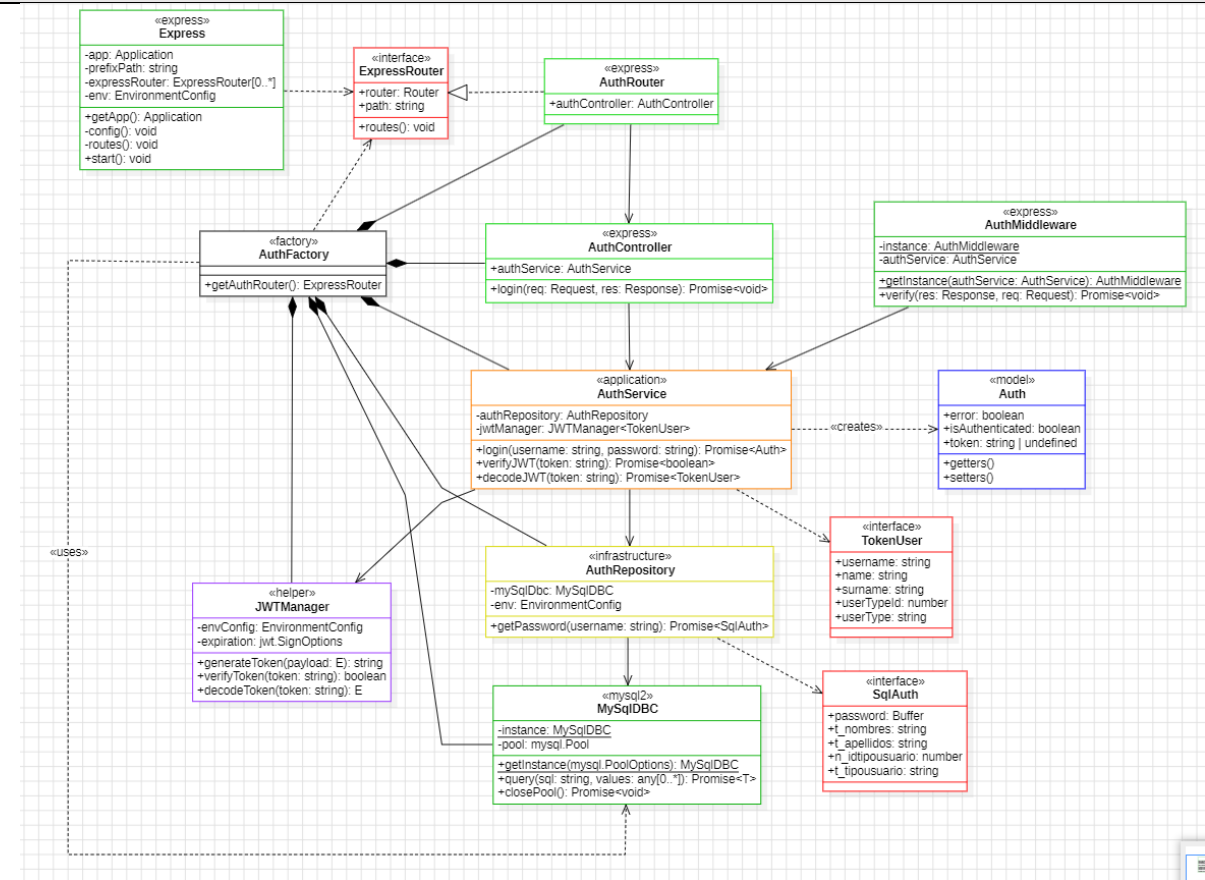 «express»
Express
-app: Application
-prefixPath: string
-expressRouter: ExpressRouter[0..*]
-env: EnvironmentConfig
+getApp(): Application
-config(): void
-routes(): void
+start(): void
«interface»
ExpressRouter
+router: Router
+path: string
+routes(): void
«express»
AuthRouter
+authController: AuthController
«factory»
AuthFactory
+getAuthRouter(): ExpressRouter
«express»
AuthController
+authService: AuthService
+login(req: Request, res: Response): Promise<void>
«express»
AuthMiddleware
-instance: AuthMiddleware
-authService: AuthService
+getInstance(authService: AuthService): AuthMiddleware
+verify(res: Response, req: Request): Promise<void>
«application»
AuthService
-authRepository: AuthRepository
-jwtManager: JWTManager<TokenUser>
+login(username: string, password: string): Promise<Auth>
+verifyJWT(token: string): Promise<boolean>
+decodeJWT(token: string): Promise<TokenUser>
«creates»
«model»
Auth
+error: boolean
+isAuthenticated: boolean
+token: string | undefined
+getters()
+setters()
«uses»
«interface»
TokenUser
+username: string
+name: string
+surname: string
+userTypeId: number
+userType: string
«infrastructure»
AuthRepository
-mySqlDbc: MySqlDBC
-env: EnvironmentConfig
+getPassword(username: string): Promise<SqlAuth>
«helper»
JWTManager
-envConfig: EnvironmentConfig
-expiration: jwt.SignOptions
+generateToken(payload: E): string
+verifyToken(token: string): boolean
+decodeToken(token: string): E
«mysql2»
MySqlDBC
-instance: MySqlDBC
-pool: mysql.Pool
+getInstance(mysql.PoolOptions): MySqlDBC
+query(sql: string, values: any[0..*]): Promise<T>
+closePool(): Promise<void>
«interface»
SqlAuth
+password: Buffer
+t_nombres: string
+t_apellidos: string
+n_idtipousuario: number
+t_tipousuario: string